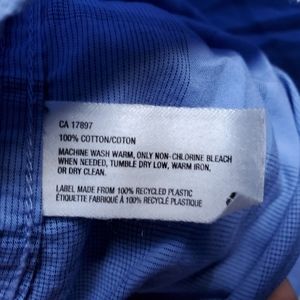 CA 17897
100% COTTON/COTON
MACHINE WASH WARM, ONLY NON-CHLORINE BLEACH
WHEN NEEDED, TUMBLE DRY LOW, WARM IRON,
OR DRY CLEAN.
LABEL MADE FROM 100% RECYCLED PLASTIC
ÉTIQUETTE FABRIQUÉE À 100% RECYCLÉ PLASTIQUE